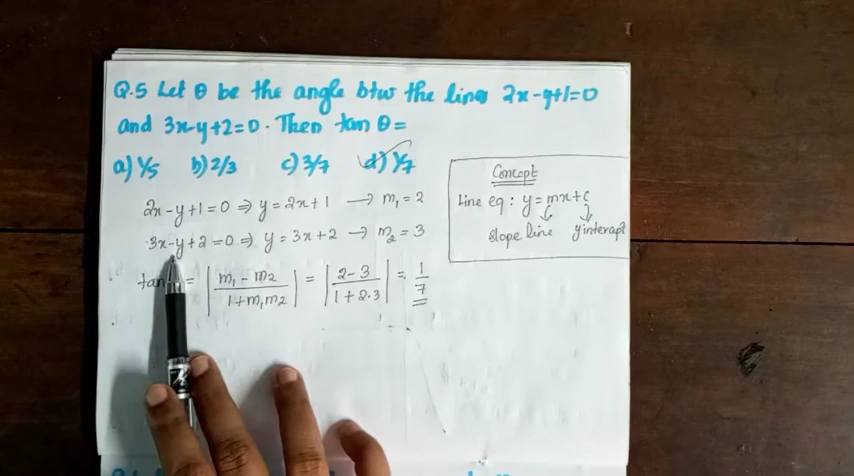 Q.5 Let θ be the angle btw the lines 2x-y+1=0
and 3x-y+2=0. Then tan θ=
a) 1/5 b) 2/3 c) 3/7 d) 1/7
2x-y+1=0 ⇒ y=2x+1 → m₁=2
3x-y+2=0 ⇒ y=3x+2 → m₂=3
tan = |m₁-m₂ / 1+m₁m₂| = |2-3 / 1+2.3| = 1/7
Concept
Line eq: y=mx+c
slope line y intercept